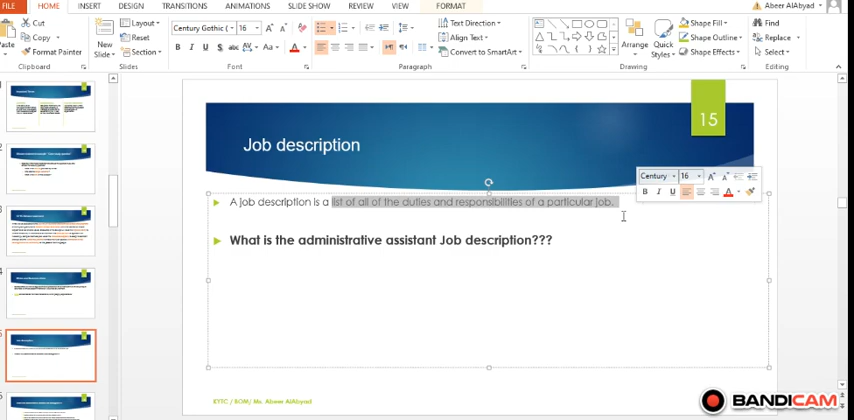 FILE HOME INSERT DESIGN TRANSITIONS ANIMATIONS SLIDE SHOW REVIEW VIEW FORMAT Abeer AlAbyad
Cut Layout Century Gothic ( 16 Text Direction Shape Fill Find
Copy Reset Align Text Shape Outline Replace
Paste Format Painter New Slide Section B I U S abc AV Aa A Convert to SmartArt Arrange Quick Styles Shape Effects Select
Clipboard Slides Font Paragraph Drawing Editing
15
Job description
Century 16
B I U A
A job description is a list of all of the duties and responsibilities of a particular job.
What is the administrative assistant Job description???
KYTC / BOM/ Ms. Abeer AlAbyad
BANDICAM